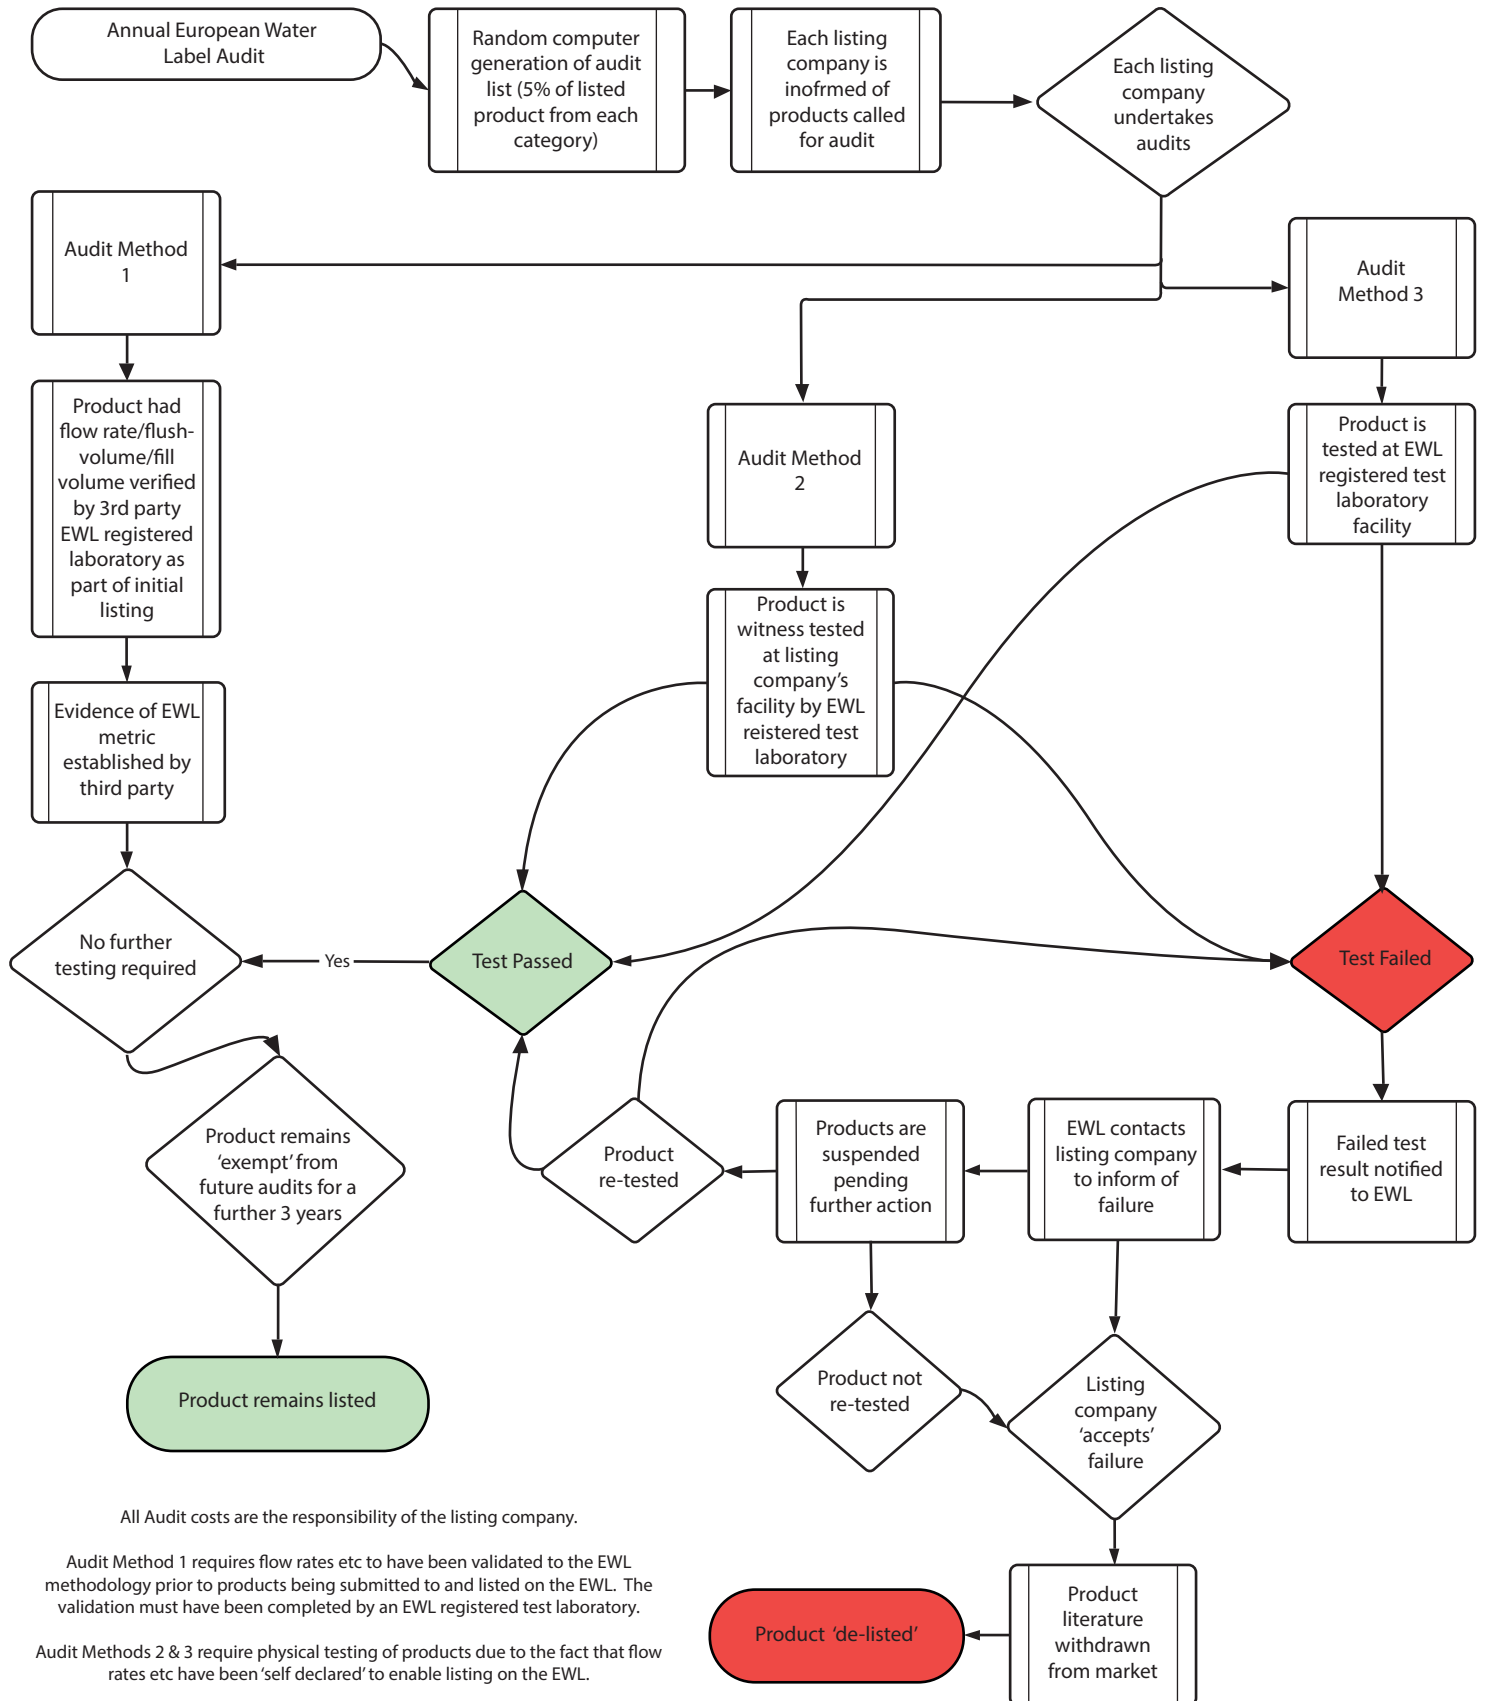 Annual European Water
Label Audit
Random computer
generation of audit
list (5% of listed
product from each
category)
Each listing
company is
inofrmed of
products called
for audit
Each listing
company
undertakes
audits
Audit Method
1
Audit
Method 3
Product had
flow rate/flush-
volume/fill
volume verified
by 3rd party
EWL registered
laboratory as
part of initial
listing
Audit Method
2
Product is
tested at EWL
registered test
laboratory
facility
Product is
witness tested
at listing
company’s
facility by EWL
reistered test
laboratory
Evidence of EWL
metric
established by
third party
No further
testing required
Yes
Test Passed
Test Failed
Product remains
‘exempt’ from
future audits for a
further 3 years
Product
re-tested
Products are
suspended
pending
further action
EWL contacts
listing company
to inform of
failure
Failed test
result notified
to EWL
Product remains listed
Product not
re-tested
Listing
company
‘accepts’
failure
All Audit costs are the responsibility of the listing company.
Audit Method 1 requires flow rates etc to have been validated to the EWL
methodology prior to products being submitted to and listed on the EWL. The
validation must have been completed by an EWL registered test laboratory.
Audit Methods 2 & 3 require physical testing of products due to the fact that flow
rates etc have been ‘self declared’ to enable listing on the EWL.
Product ‘de-listed’
Product
literature
withdrawn
from market